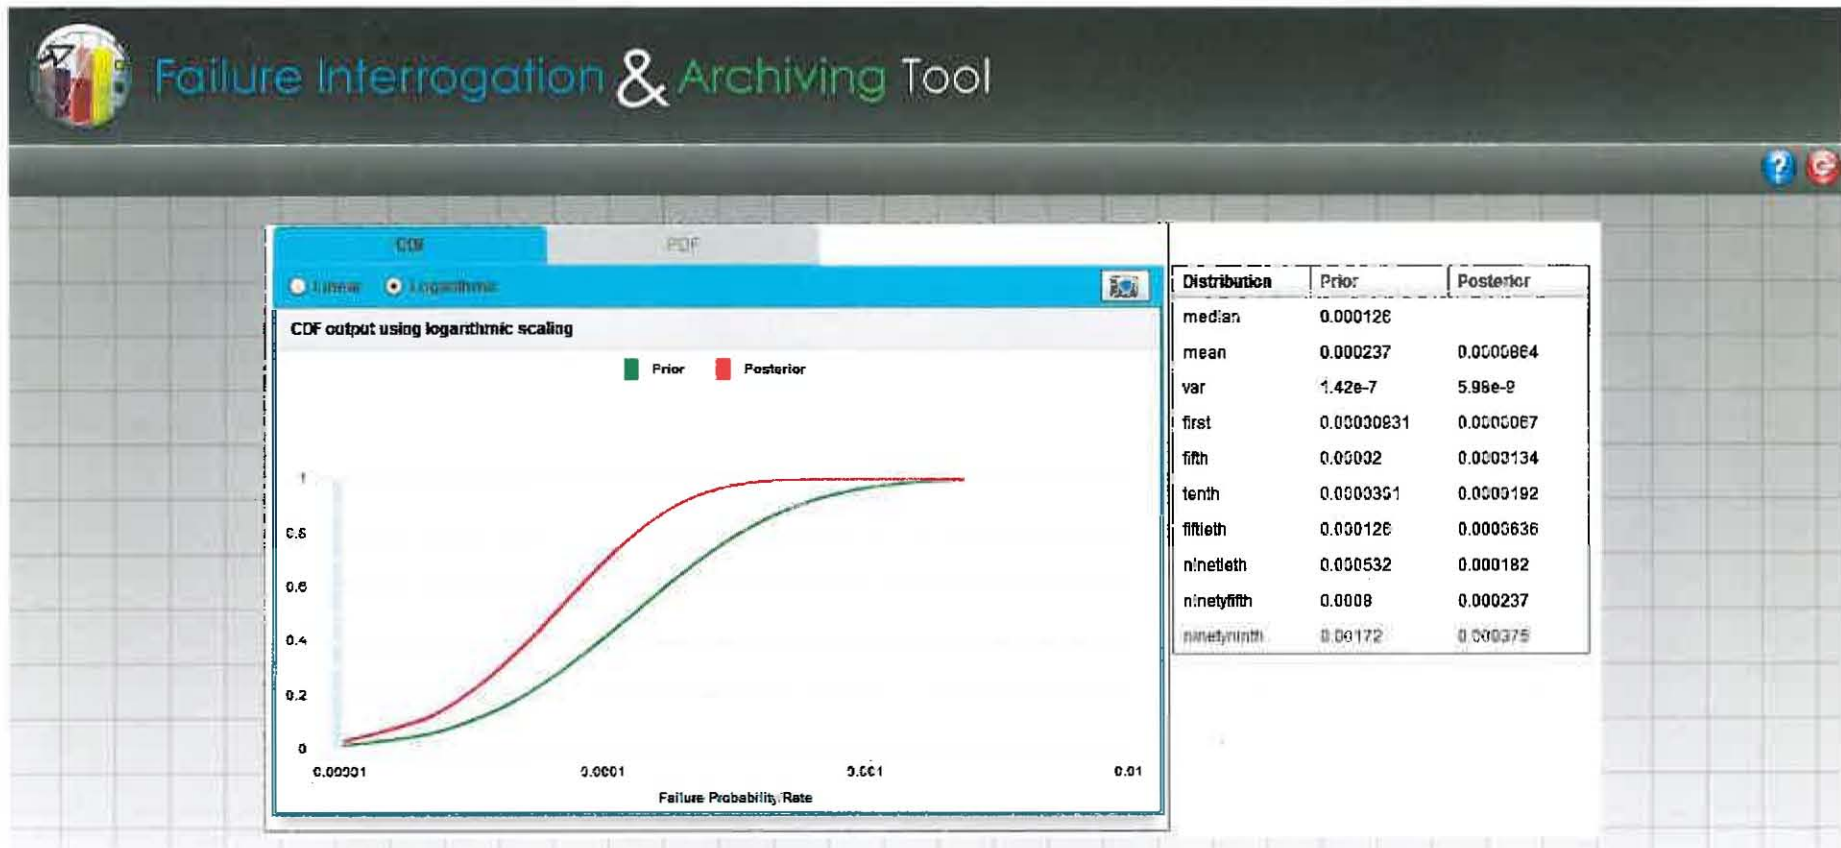 Failure Interrogation & Archiving Tool
?
CDF PDF
Linear Logarithmic
CDF output using logarithmic scaling
Prior Posterior
1
0.8
0.6
0.4
0.2
0
0.00001 0.0001 0.001 0.01
Failure Probability/Rate
Distribution Prior Posterior
median 0.000126
mean 0.000237 0.0000864
var 1.42e-7 5.98e-9
first 0.00000831 0.0000067
fifth 0.00002 0.0000134
tenth 0.0000301 0.0000192
fiftieth 0.000126 0.0000636
ninetieth 0.000532 0.000182
ninetyfifth 0.0008 0.000237
ninetyninth 0.00172 0.000375